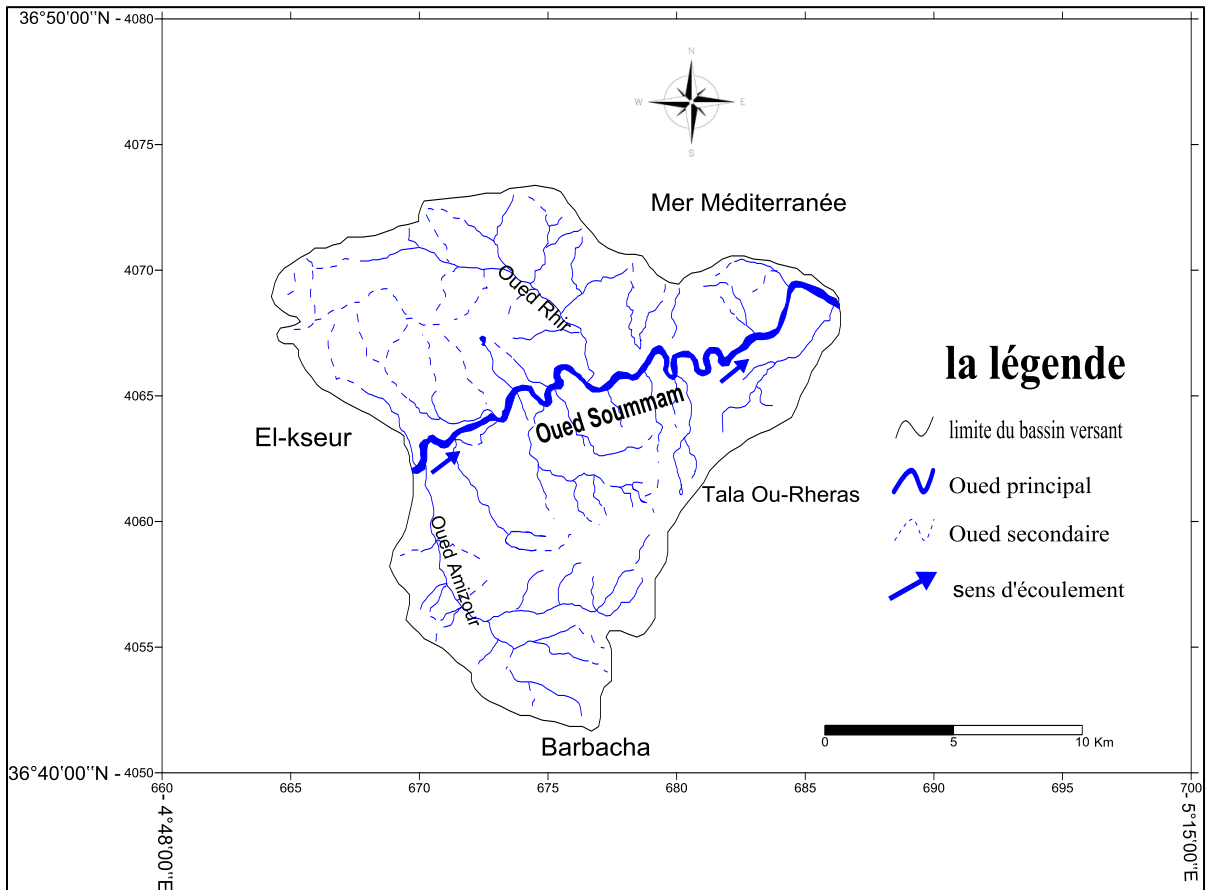 36°50'00"N - 4080
N
W
E
S
4075
Mer Méditerranée
4070
Oued Rhir
la légende
4065
Oued Soummam
El-kseur
limite du bassin versant
Oued principal
Tala Ou-Rheras
4060
Oued Amizour
Oued secondaire
sens d'écoulement
4055
0 5 10 Km
Barbacha
36°40'00"N - 4050
660 665 670 675 680 685 690 695 700
- 4°48'00"E
- 5°15'00"E